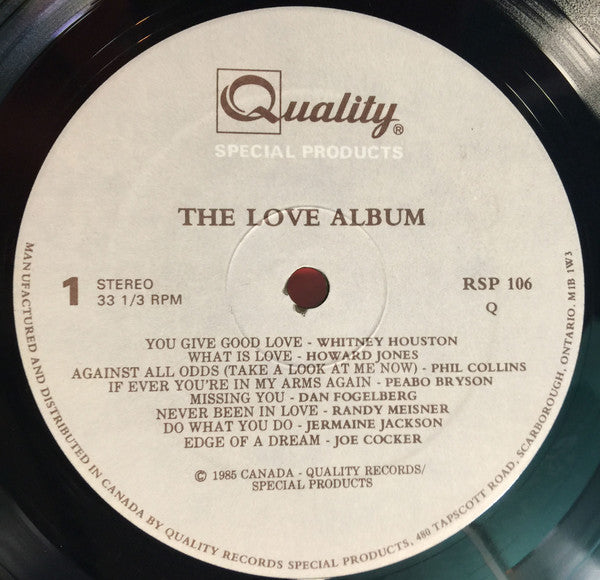 Quality®
SPECIAL PRODUCTS
THE LOVE ALBUM
1
STEREO
33 1/3 RPM
RSP 106
Q
YOU GIVE GOOD LOVE - WHITNEY HOUSTON
WHAT IS LOVE - HOWARD JONES
AGAINST ALL ODDS (TAKE A LOOK AT ME NOW) - PHIL COLLINS
IF EVER YOU'RE IN MY ARMS AGAIN - PEABO BRYSON
MISSING YOU - DAN FOGELBERG
NEVER BEEN IN LOVE - RANDY MEISNER
DO WHAT YOU DO - JERMAINE JACKSON
EDGE OF A DREAM - JOE COCKER
© 1985 CANADA - QUALITY RECORDS/
SPECIAL PRODUCTS
MANUFACTURED AND DISTRIBUTED IN CANADA BY QUALITY RECORDS SPECIAL PRODUCTS, 480 TAPSCOTT ROAD, SCARBOROUGH, ONTARIO. M1B 1W3